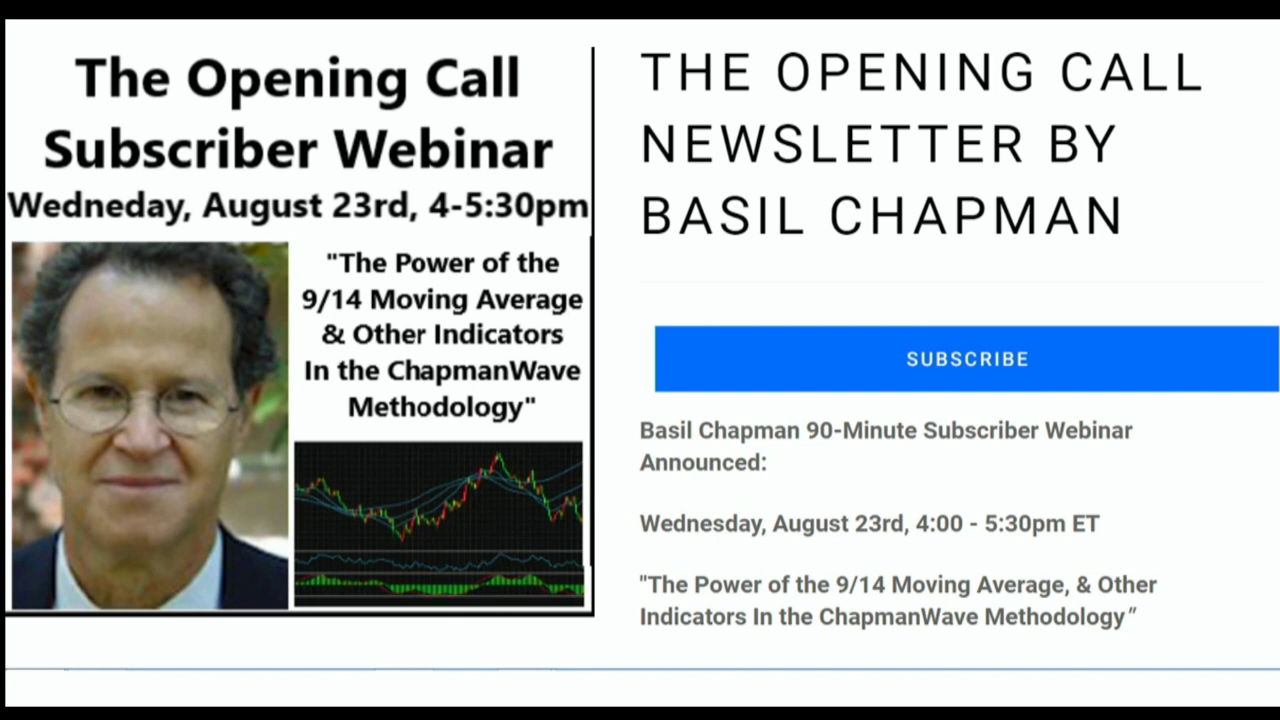 The Opening Call
Subscriber Webinar
Wedneday, August 23rd, 4-5:30pm
"The Power of the
9/14 Moving Average
& Other Indicators
In the ChapmanWave
Methodology"
THE OPENING CALL
NEWSLETTER BY
BASIL CHAPMAN
SUBSCRIBE
Basil Chapman 90-Minute Subscriber Webinar
Announced:
Wednesday, August 23rd, 4:00 - 5:30pm ET
"The Power of the 9/14 Moving Average, & Other
Indicators In the ChapmanWave Methodology”